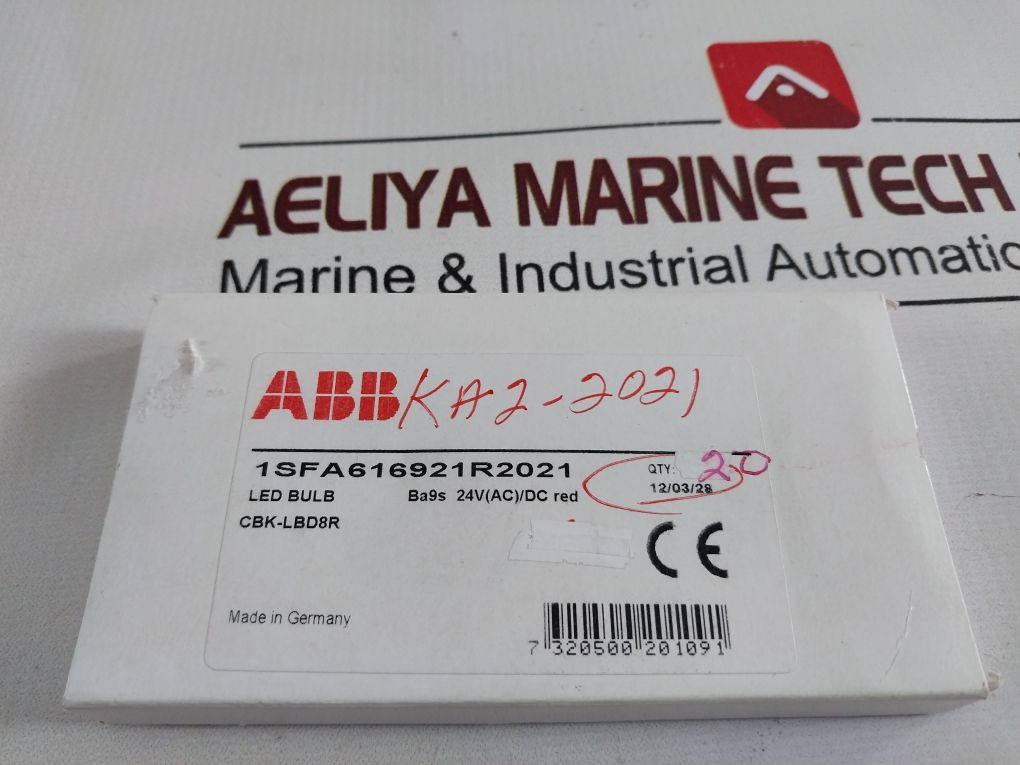 AELIYA MARINE TECH
Marine & Industrial Automatic
ABB KA2-2021
1SFA616921R2021 QTY: 20
LED BULB Ba9s 24V(AC)/DC red 12/03/28
CBK-LBD8R
CE
Made in Germany
7 320500 201091